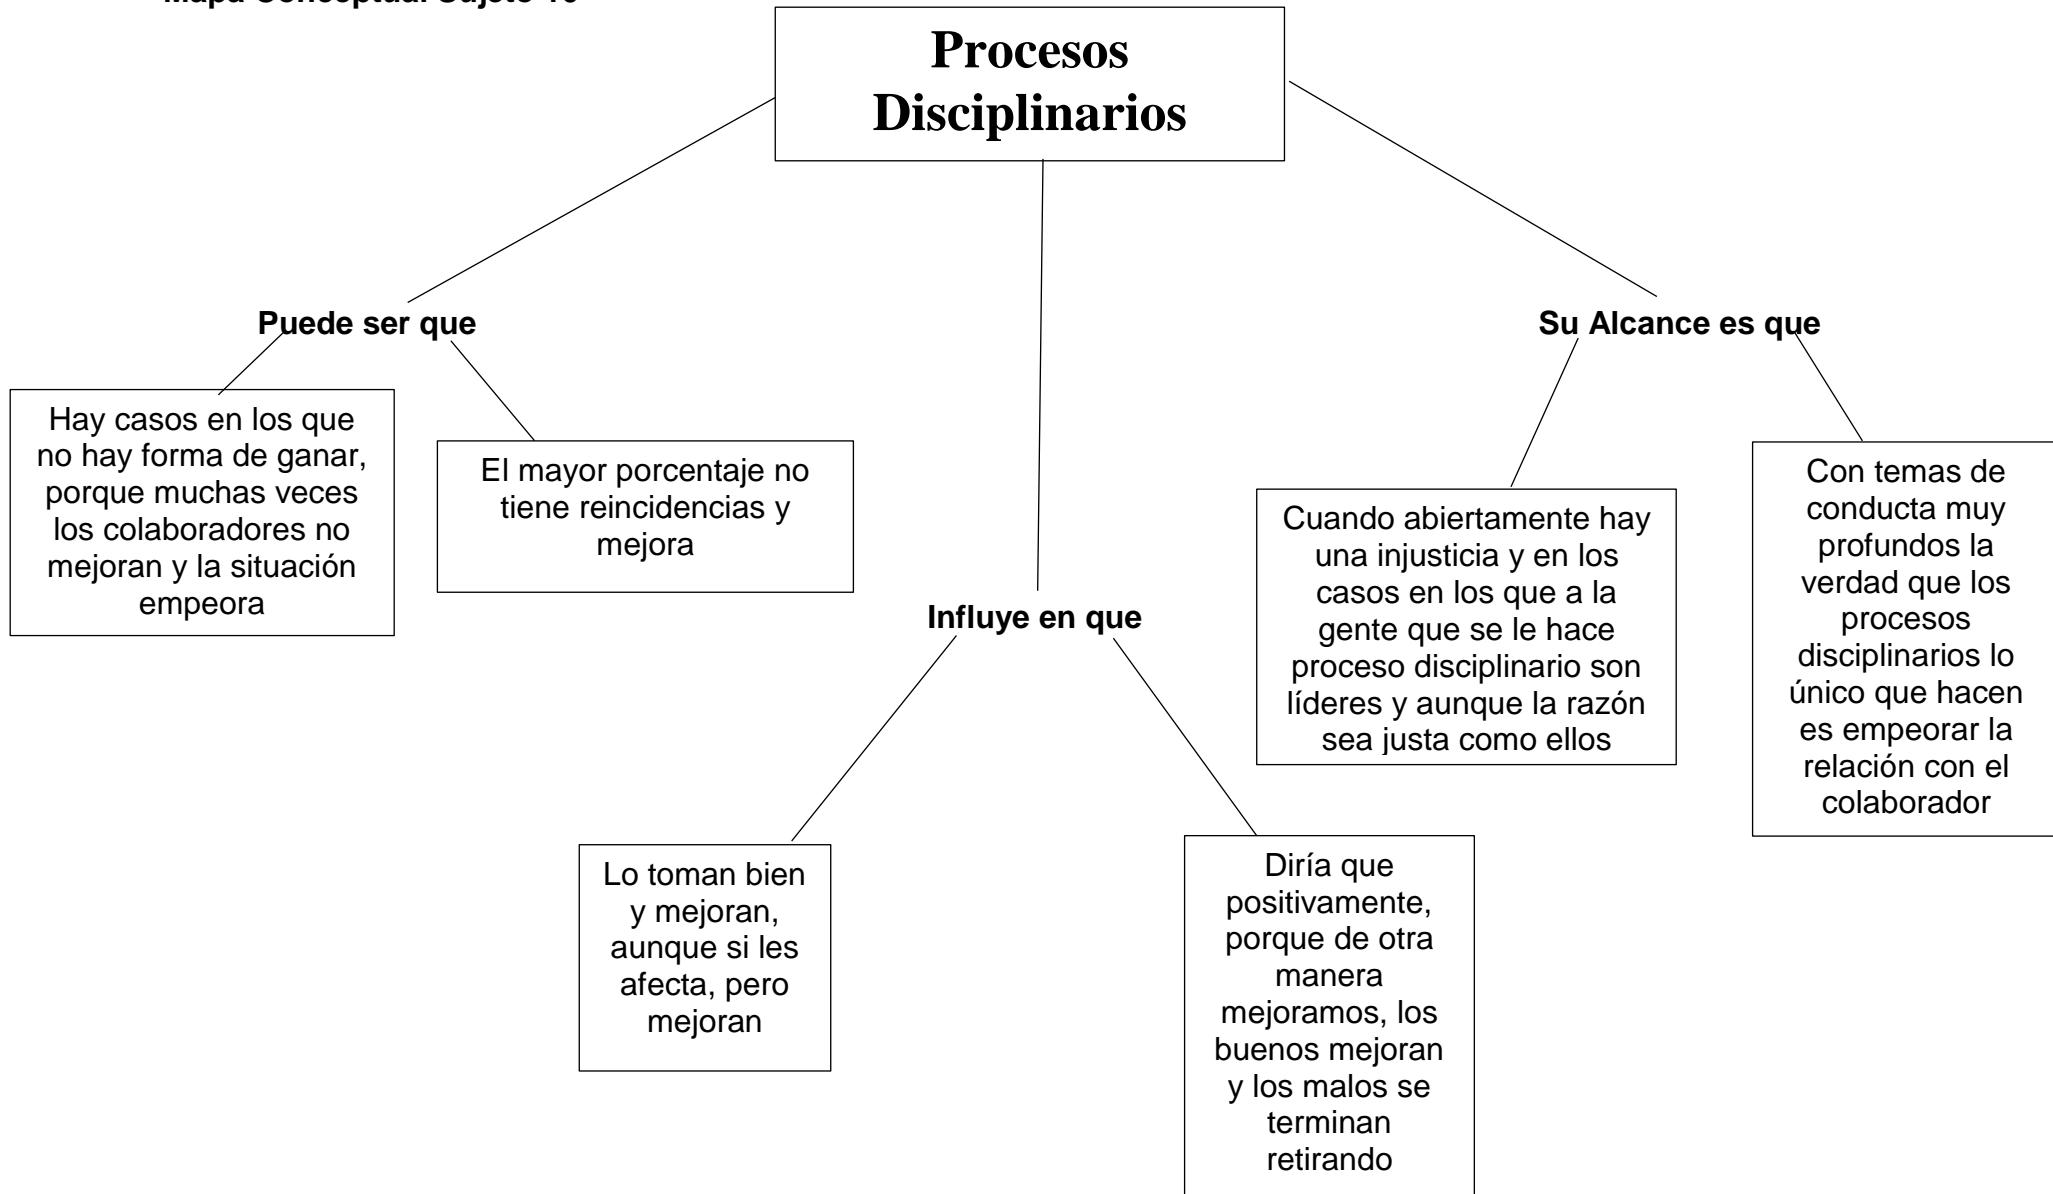 Procesos
Disciplinarios
Puede ser que
Su Alcance es que
Hay casos en los que
no hay forma de ganar,
porque muchas veces
los colaboradores no
mejoran y la situación
empeora
El mayor porcentaje no
tiene reincidencias y
mejora
Cuando abiertamente hay
una injusticia y en los
casos en los que a la
gente que se le hace
proceso disciplinario son
líderes y aunque la razón
sea justa como ellos
Con temas de
conducta muy
profundos la
verdad que los
procesos
disciplinarios lo
único que hacen
es empeorar la
relación con el
colaborador
Influye en que
Lo toman bien
y mejoran,
aunque si les
afecta, pero
mejoran
Diría que
positivamente,
porque de otra
manera
mejoramos, los
buenos mejoran
y los malos se
terminan
retirando